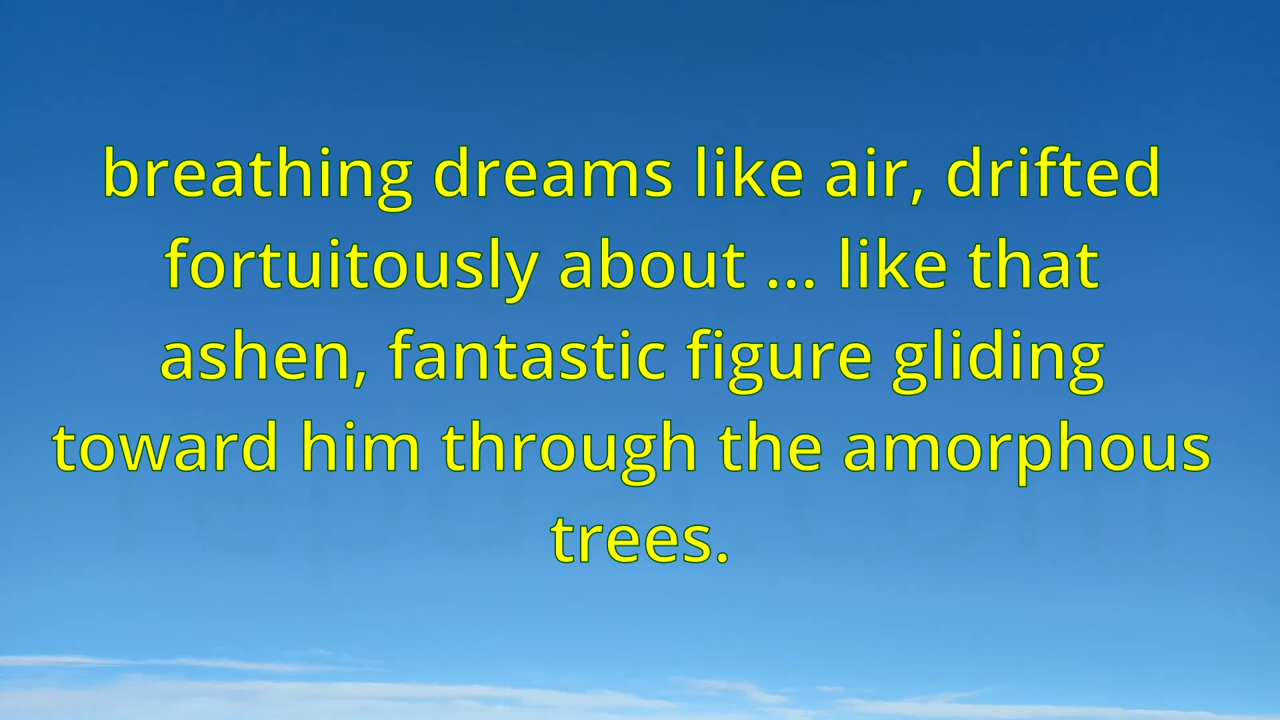 breathing dreams like air, drifted
fortuitously about ... like that
ashen, fantastic figure gliding
toward him through the amorphous
trees.